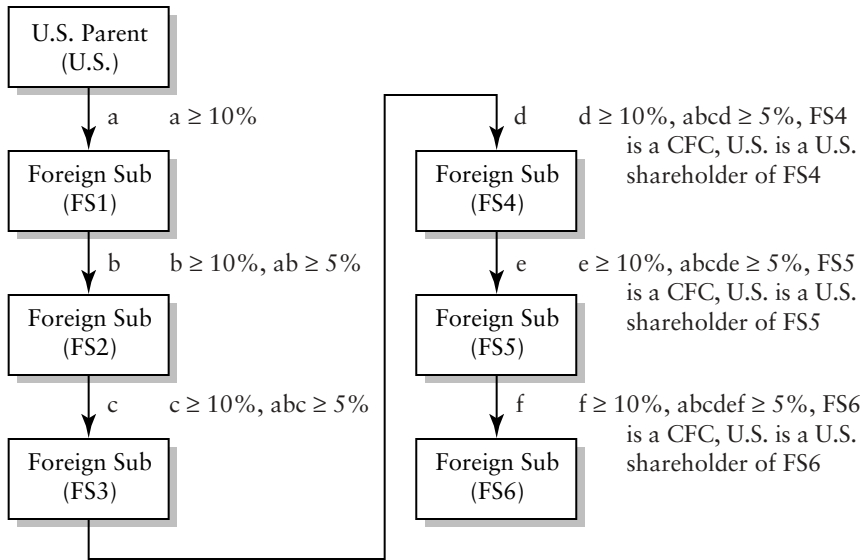 U.S. Parent
(U.S.)
a a ≥ 10%
Foreign Sub
(FS1)
b b ≥ 10%, ab ≥ 5%
Foreign Sub
(FS2)
c c ≥ 10%, abc ≥ 5%
Foreign Sub
(FS3)
d d ≥ 10%, abcd ≥ 5%, FS4
is a CFC, U.S. is a U.S.
shareholder of FS4
Foreign Sub
(FS4)
e e ≥ 10%, abcde ≥ 5%, FS5
is a CFC, U.S. is a U.S.
shareholder of FS5
Foreign Sub
(FS5)
f f ≥ 10%, abcdef ≥ 5%, FS6
is a CFC, U.S. is a U.S.
shareholder of FS6
Foreign Sub
(FS6)